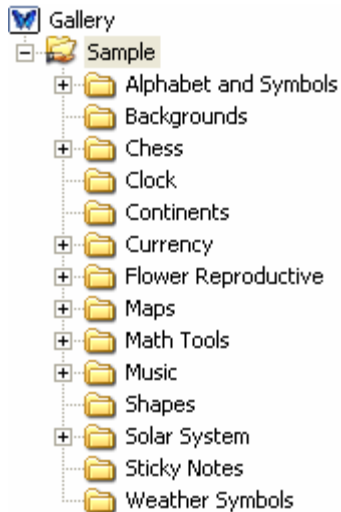 Gallery
Sample
Alphabet and Symbols
Backgrounds
Chess
Clock
Continents
Currency
Flower Reproductive
Maps
Math Tools
Music
Shapes
Solar System
Sticky Notes
Weather Symbols